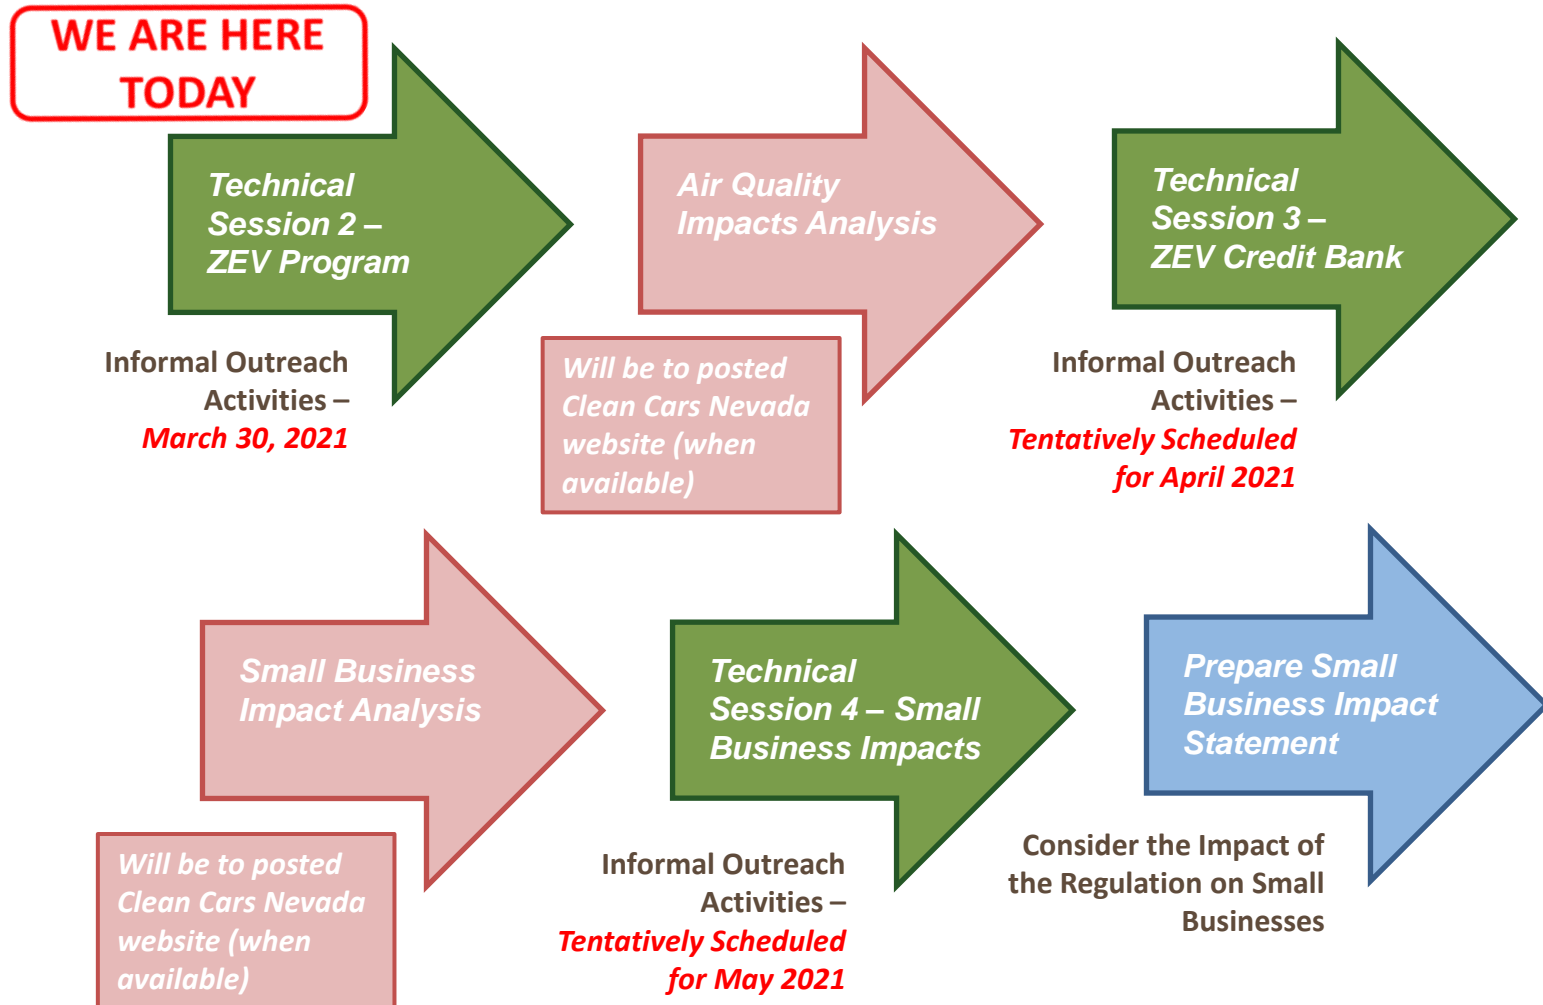 WE ARE HERE
TODAY
Technical
Session 2 –
ZEV Program
Informal Outreach
Activities –
March 30, 2021
Air Quality
Impacts Analysis
Will be to posted
Clean Cars Nevada
website (when
available)
Technical
Session 3 –
ZEV Credit Bank
Informal Outreach
Activities –
Tentatively Scheduled
for April 2021
Small Business
Impact Analysis
Will be to posted
Clean Cars Nevada
website (when
available)
Technical
Session 4 – Small
Business Impacts
Informal Outreach
Activities –
Tentatively Scheduled
for May 2021
Prepare Small
Business Impact
Statement
Consider the Impact of
the Regulation on Small
Businesses